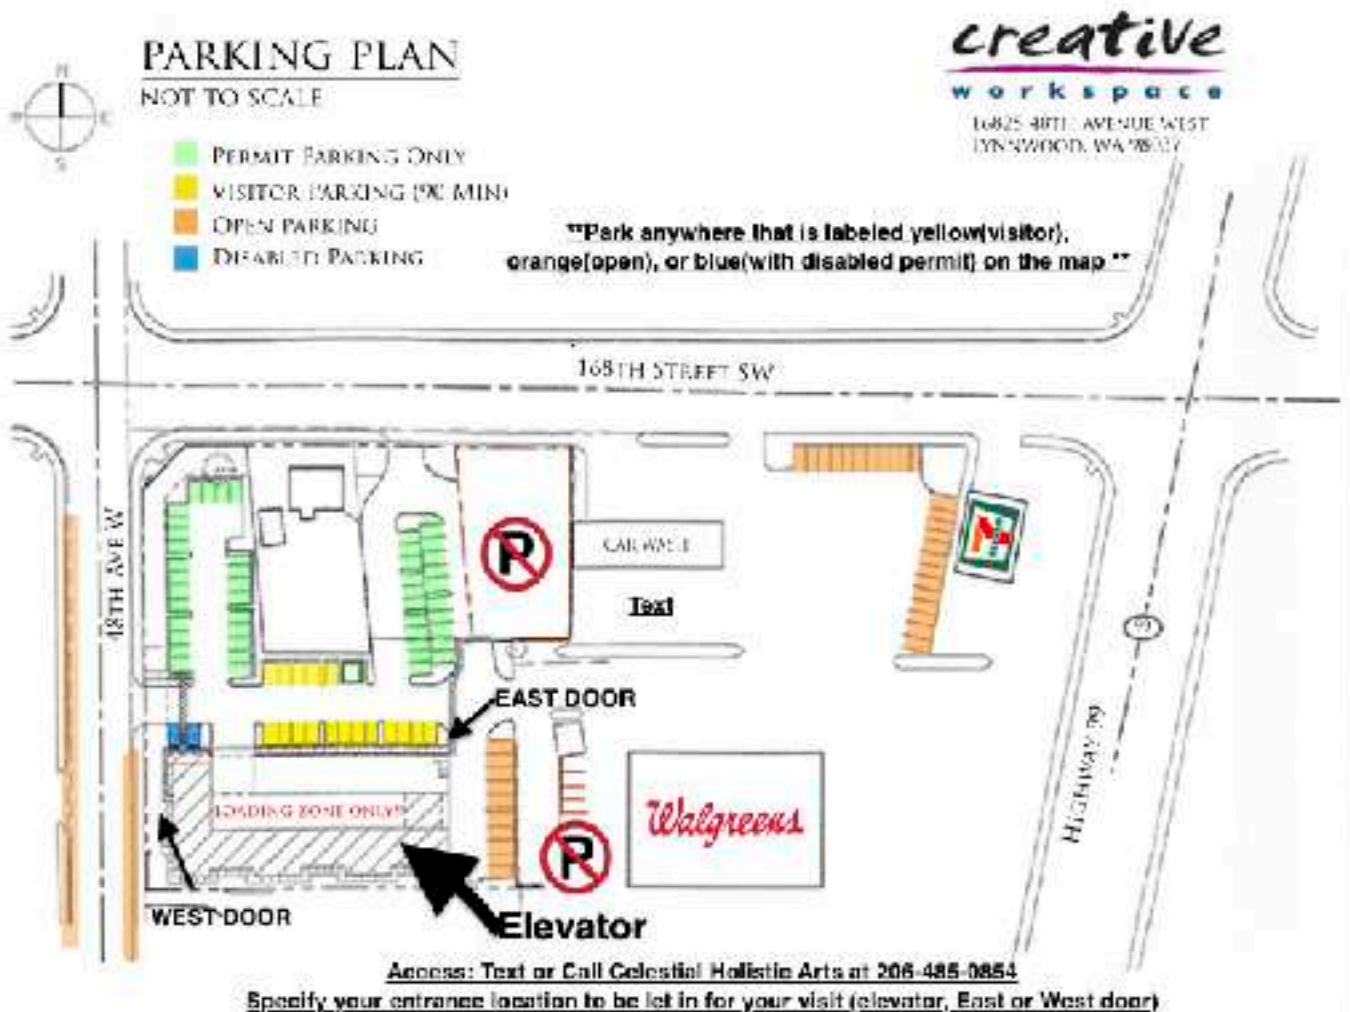 PARKING PLAN
NOT TO SCALE
N
S
PERMIT PARKING ONLY
VISITOR PARKING (90 MIN)
OPEN PARKING
DISABLED PARKING
creative
workspace
16825 48TH AVENUE WEST
LYNNWOOD, WA 98037
**Park anywhere that is labeled yellow(visitor),
orange(open), or blue(with disabled permit) on the map **
168TH STREET SW
48TH AVE W
P
CAR WASH
Text
7
ELEVEN
HIGHWAY 99
99
EAST DOOR
LOADING ZONE ONLY
Walgreens
P
WEST DOOR
Elevator
Access: Text or Call Celestial Holistic Arts at 206-485-0854
Specify your entrance location to be let in for your visit (elevator, East or West door)